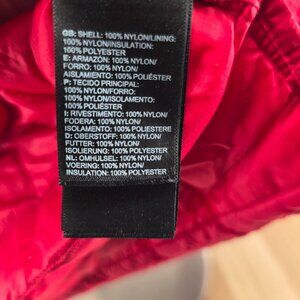 GB: SHELL: 100% NYLON/LINING:
100% NYLON/INSULATION:
100% POLYESTER
E: ARMAZON: 100% NYLON/
FORRO: 100% NYLON/
AISLAMIENTO: 100% POLIÉSTER
P: TECIDO PRINCIPAL:
100% NYLON/FORRO:
100% NYLON/ISOLAMENTO:
100% POLIÉSTER
I: RIVESTIMENTO: 100% NYLON/
FODERA: 100% NYLON/
ISOLAMENTO: 100% POLIESTERE
D: OBERSTOFF: 100% NYLON/
FUTTER: 100% NYLON/
ISOLIERUNG: 100% POLYESTER
NL: OMHULSEL: 100% NYLON/
VOERING: 100% NYLON/
INSULATION: 100% POLYESTER